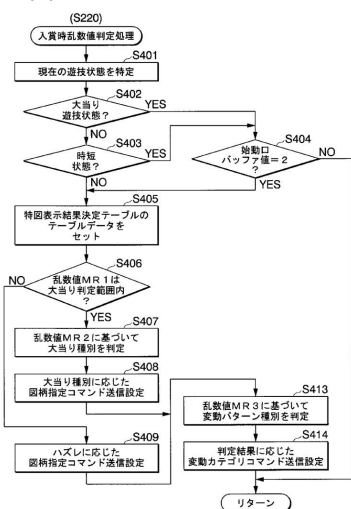 (S220)
入賞時乱数値判定処理
S401
現在の遊技状態を特定
S402
大当り
遊技状態?
YES
NO
S403
時短
状態?
YES
NO
S404
始動口
バッファ値=2
?
NO
YES
S405
特図表示結果決定テーブルの
テーブルデータを
セット
S406
乱数値MR1は
大当り判定範囲内
?
NO
YES
S407
乱数値MR2に基づいて
大当り種別を判定
S408
大当り種別に応じた
図柄指定コマンド送信設定
S409
ハズレに応じた
図柄指定コマンド送信設定
S413
乱数値MR3に基づいて
変動パターン種別を判定
S414
判定結果に応じた
変動カテゴリコマンド送信設定
リターン